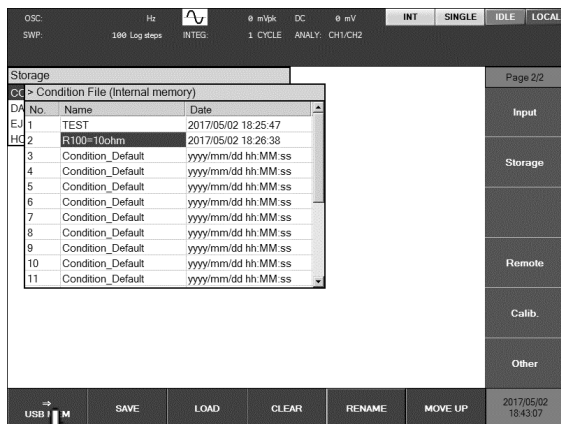 OSC: Hz 0 mVpk DC 0 mV INT SINGLE IDLE LOCAL
SWP: 100 Log steps INTEG: 1 CYCLE ANALY: CH1/CH2
Storage
Page 2/2
> Condition File (Internal memory)
No. Name Date
1 TEST 2017/05/02 18:25:47
2 R100=10ohm 2017/05/02 18:26:38
3 Condition_Default yyyy/mm/dd hh:MM:ss
4 Condition_Default yyyy/mm/dd hh:MM:ss
5 Condition_Default yyyy/mm/dd hh:MM:ss
6 Condition_Default yyyy/mm/dd hh:MM:ss
7 Condition_Default yyyy/mm/dd hh:MM:ss
8 Condition_Default yyyy/mm/dd hh:MM:ss
9 Condition_Default yyyy/mm/dd hh:MM:ss
10 Condition_Default yyyy/mm/dd hh:MM:ss
11 Condition_Default yyyy/mm/dd hh:MM:ss
Input
Storage
Remote
Calib.
Other
⇒
USB SAVE LOAD CLEAR RENAME MOVE UP
2017/05/02
18:43:07